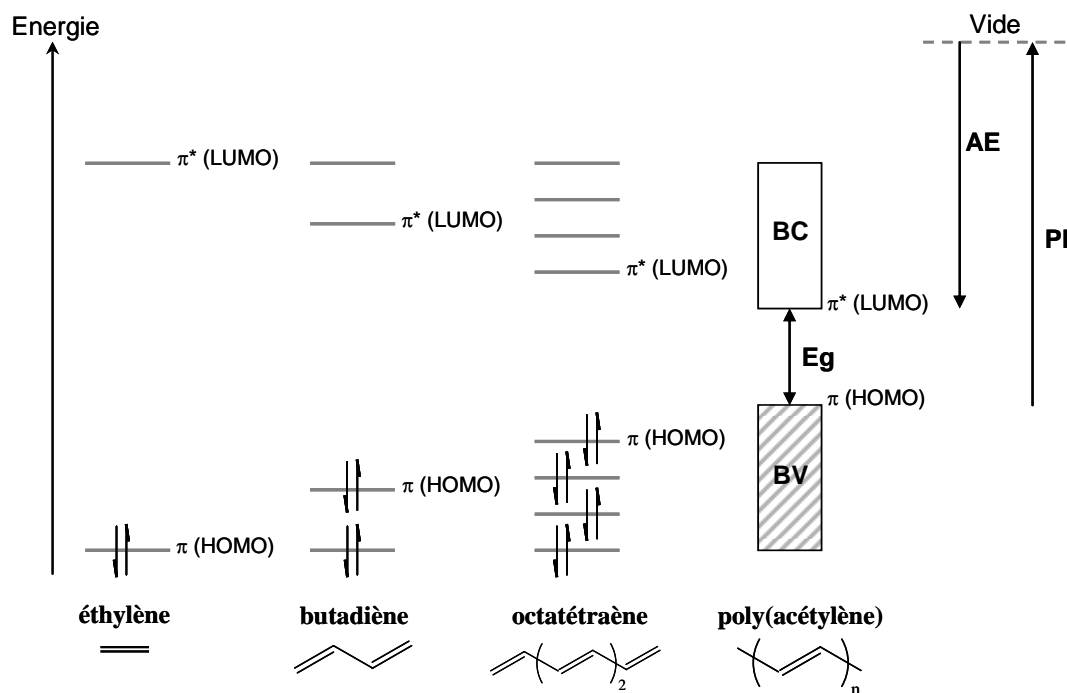 Energie
Vide
AE
PI
π* (LUMO)
π* (LUMO)
π* (LUMO)
BC
π* (LUMO)
Eg
π (HOMO)
π (HOMO)
π (HOMO)
π (HOMO)
BV
éthylène
butadiène
octatétraène
poly(acétylène)
2
n